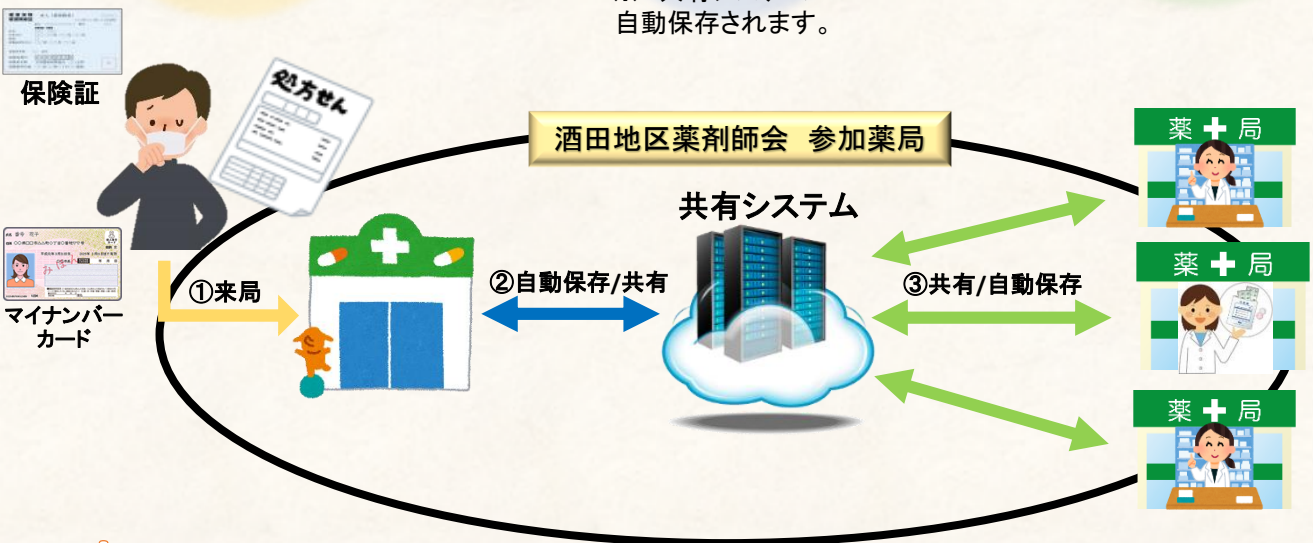 自動保存されます。
保険証
処方せん
酒田地区薬剤師会 参加薬局
共有システム
薬 局
みほん
マイナンバー
カード
①来局
②自動保存/共有
③共有/自動保存
薬 局
薬 局